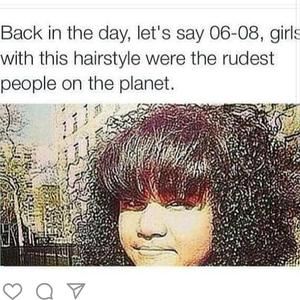 Back in the day, let's say 06-08, girls
with this hairstyle were the rudest
people on the planet.